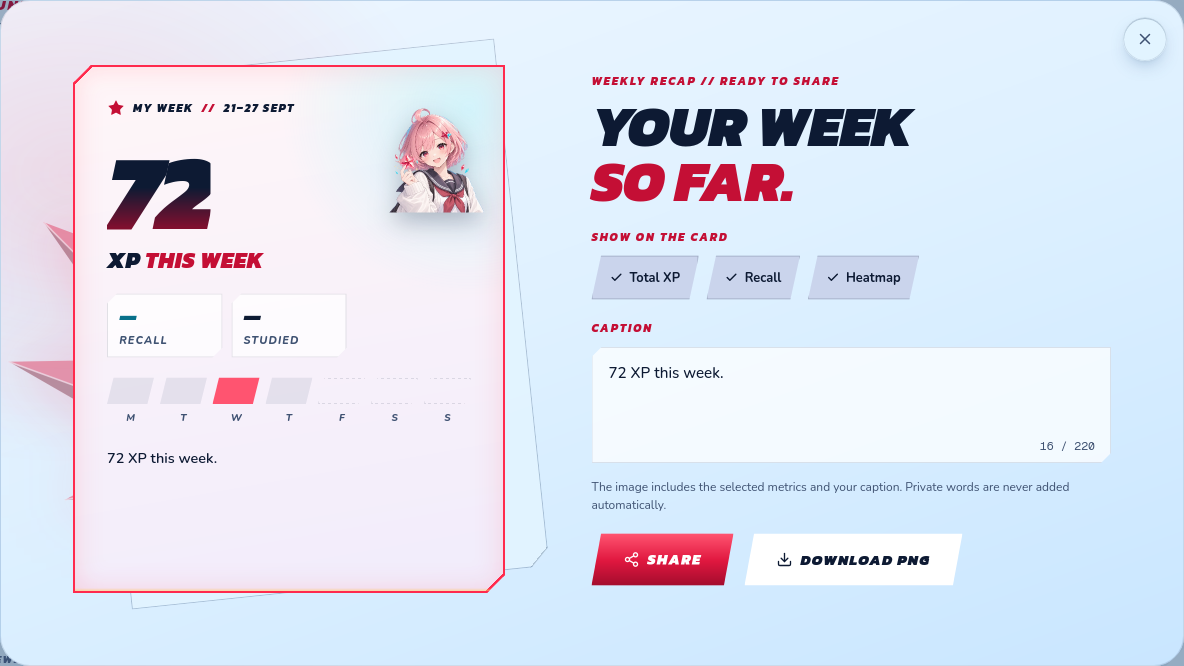 MY WEEK // 21–27 SEPT
72
XP THIS WEEK
— —
RECALL STUDIED
M T W T F S S
72 XP this week.
WEEKLY RECAP // READY TO SHARE
YOUR WEEK
SO FAR.
SHOW ON THE CARD
Total XP Recall Heatmap
CAPTION
72 XP this week.
16 / 220
The image includes the selected metrics and your caption. Private words are never added
automatically.
SHARE DOWNLOAD PNG